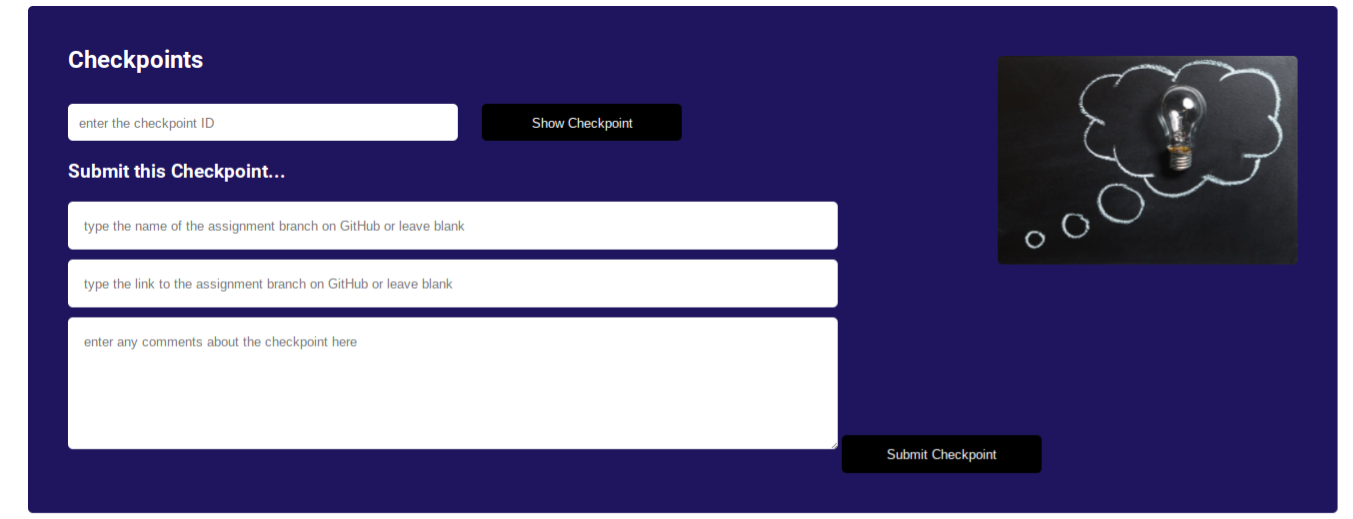 Checkpoints
enter the checkpoint ID
Show Checkpoint
Submit this Checkpoint...
type the name of the assignment branch on GitHub or leave blank
type the link to the assignment branch on GitHub or leave blank
enter any comments about the checkpoint here
Submit Checkpoint